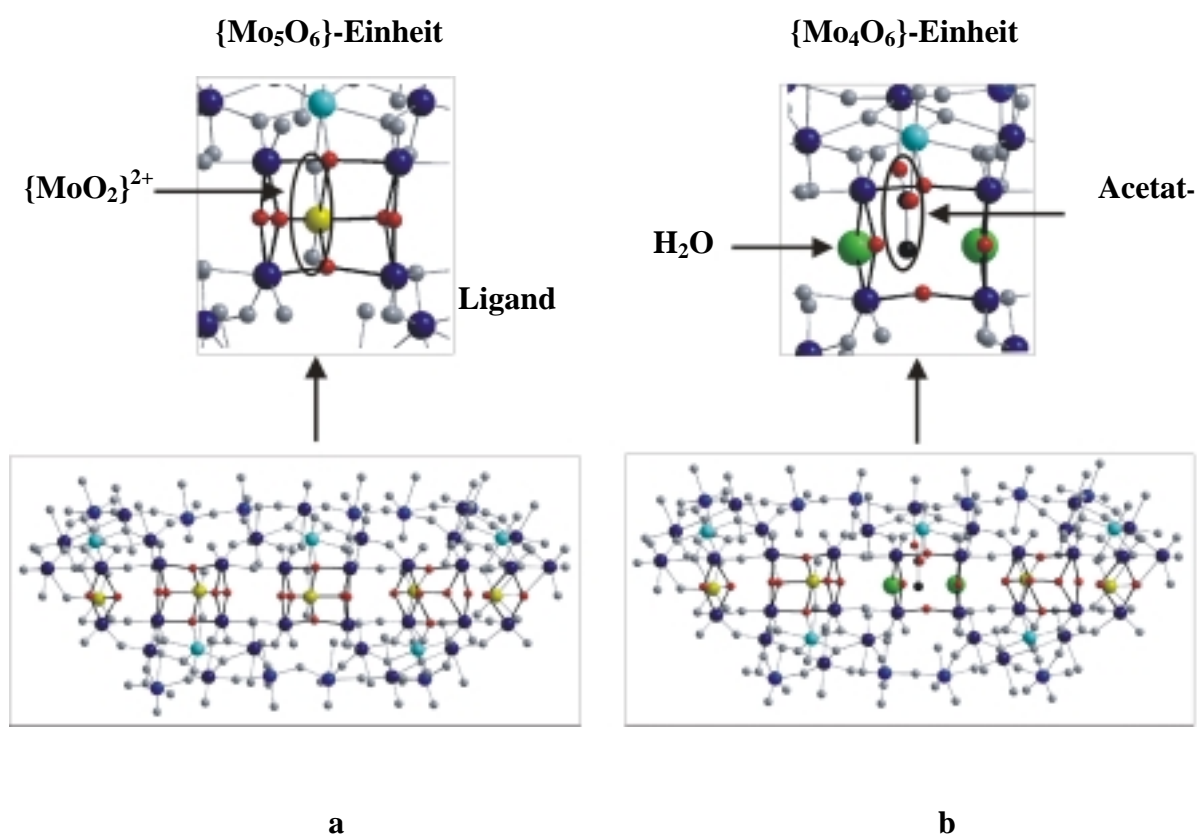 {Mo₅O₆}-Einheit
{Mo₄O₆}-Einheit
{MoO₂}²⁺
Acetat-
H₂O
Ligand
a
b